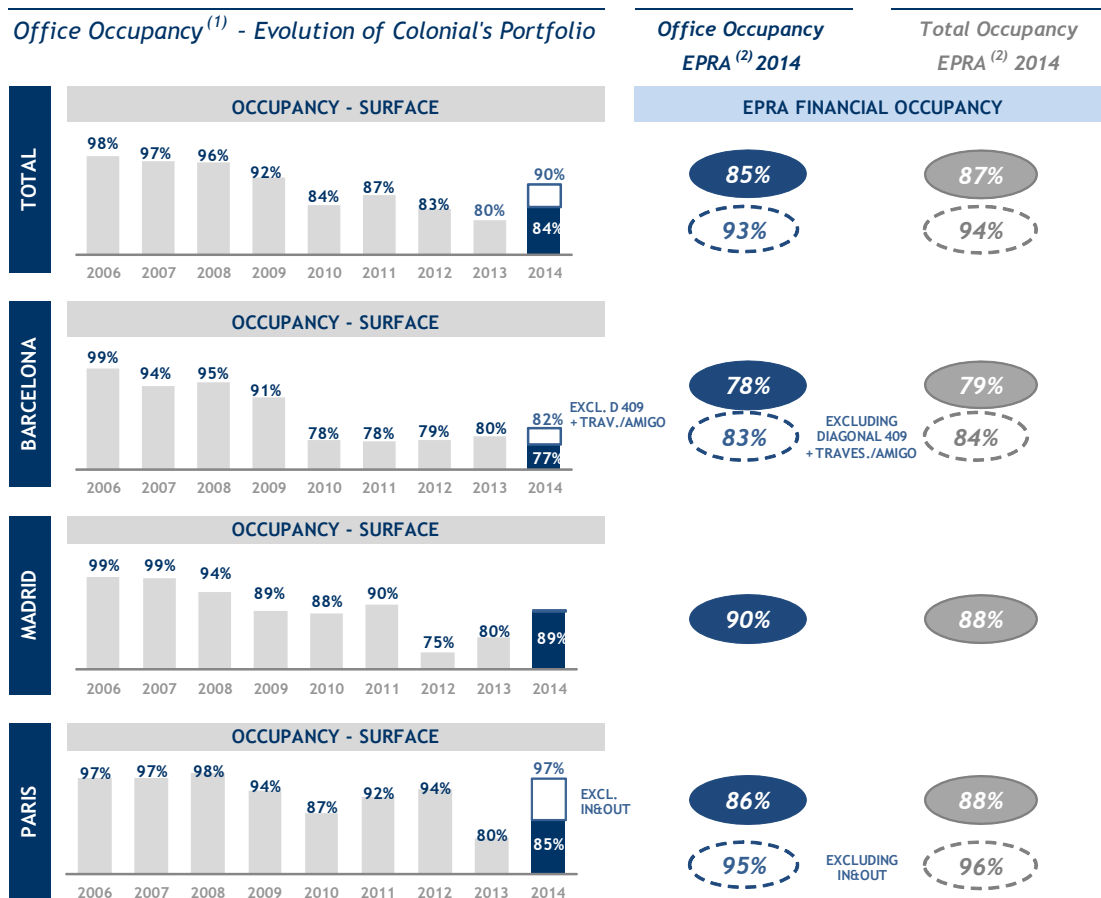 Office Occupancy (1) - Evolution of Colonial's Portfolio
Office Occupancy
EPRA (2) 2014
Total Occupancy
EPRA (2) 2014
TOTAL
OCCUPANCY - SURFACE
EPRA FINANCIAL OCCUPANCY
98% 97% 96% 92% 84% 87% 83% 80% 90%
84%
2006 2007 2008 2009 2010 2011 2012 2013 2014
85%
93%
87%
94%
BARCELONA
OCCUPANCY - SURFACE
99% 94% 95% 91% 78% 78% 79% 80% 82%
77%
EXCL. D 409
+ TRAV./AMIGO
2006 2007 2008 2009 2010 2011 2012 2013 2014
78%
83%
EXCLUDING
DIAGONAL 409
+ TRAVES./AMIGO
79%
84%
MADRID
OCCUPANCY - SURFACE
99% 99% 94% 89% 88% 90% 75% 80% 89%
2006 2007 2008 2009 2010 2011 2012 2013 2014
90%
88%
PARIS
OCCUPANCY - SURFACE
97% 97% 98% 94% 87% 92% 94% 80% 97%
85%
EXCL.
IN&OUT
2006 2007 2008 2009 2010 2011 2012 2013 2014
86%
95%
EXCLUDING
IN&OUT
88%
96%